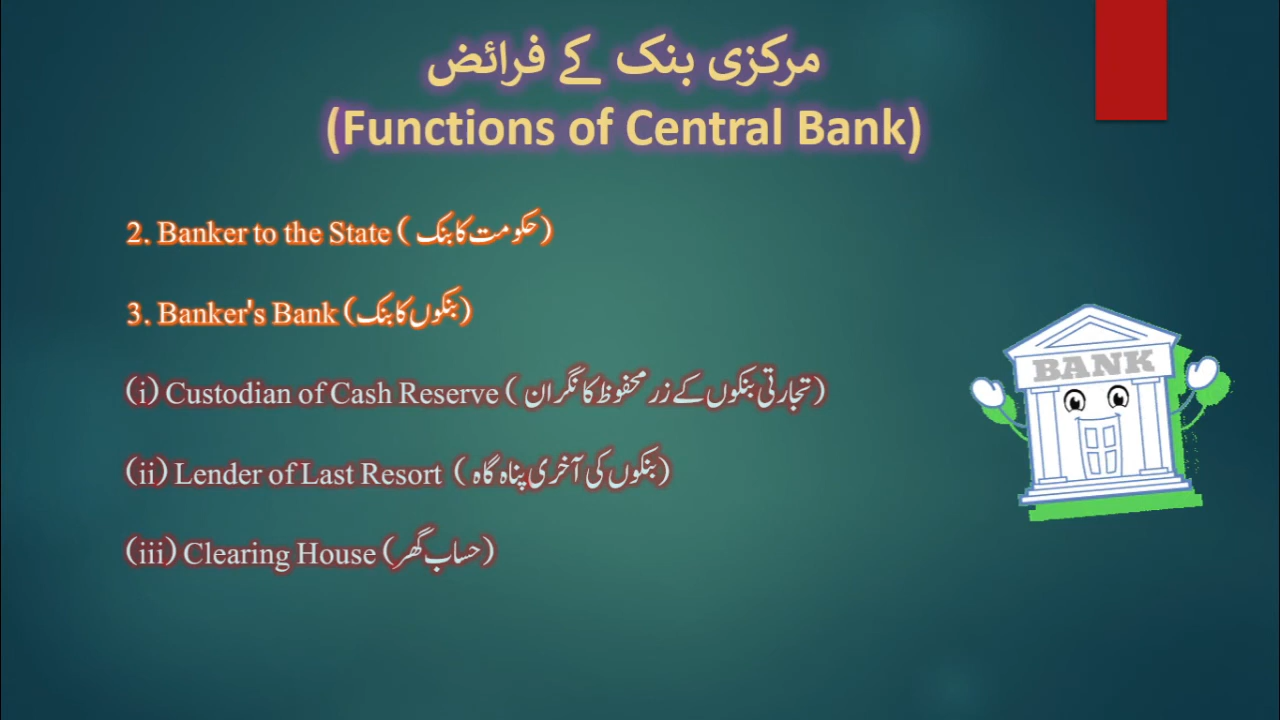 مرکزی بنک کے فرائض
(Functions of Central Bank)
2. Banker to the State (حکومت کا بنک)
3. Banker's Bank (بنکوں کا بنک)
(i) Custodian of Cash Reserve (تجارتی بنکوں کے زر محفوظ کا نگران)
(ii) Lender of Last Resort (بنکوں کی آخری پناہ گاہ)
(iii) Clearing House (حساب گھر)
BANK